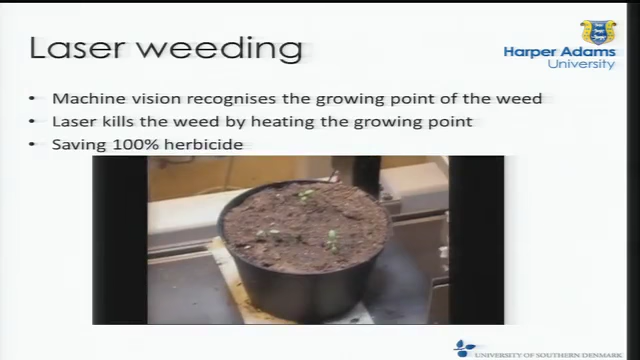 Laser weeding
Harper Adams
University
• Machine vision recognises the growing point of the weed
• Laser kills the weed by heating the growing point
• Saving 100% herbicide
UNIVERSITY OF SOUTHERN DENMARK